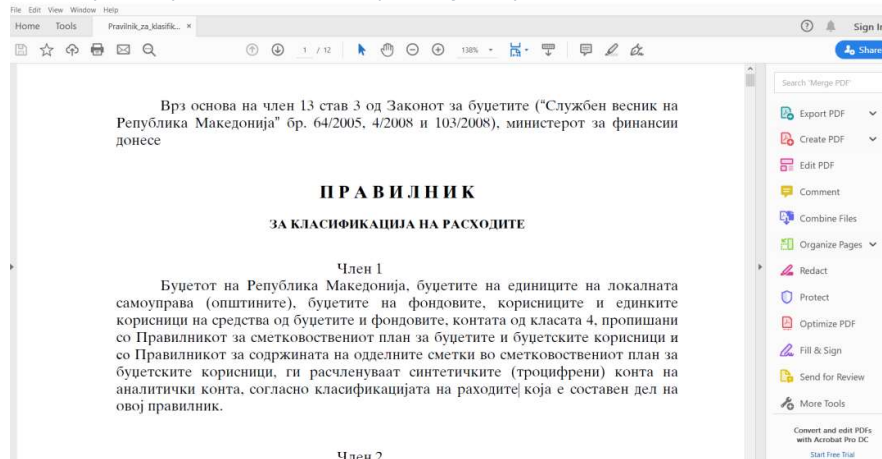 File Edit View Window Help
Home Tools Pravilnik_za_klasifik... × Sign In
1 / 12 138% Share
Врз основа на член 13 став 3 од Законот за буџетите (“Службен весник на
Република Македонија” бр. 64/2005, 4/2008 и 103/2008), министерот за финансии
донесе
П Р А В И Л Н И К
ЗА КЛАСИФИКАЦИЈА НА РАСХОДИТЕ
Член 1
Буџетот на Република Македонија, буџетите на единиците на локалната
самоуправа (општините), буџетите на фондовите, корисниците и единките
корисници на средства од буџетите и фондовите, контата од класата 4, пропишани
со Правилникот за сметковствениот план за буџетите и буџетските корисници и
со Правилникот за содржината на одделните сметки во сметковствениот план за
буџетските корисници, ги расчленуваат синтетичките (троцифрени) конта на
аналитички конта, согласно класификацијата на раходите која е составен дел на
овој правилник.
Член 2
Search 'Merge PDF'
Export PDF
Create PDF
Edit PDF
Comment
Combine Files
Organize Pages
Redact
Protect
Optimize PDF
Fill & Sign
Send for Review
More Tools
Convert and edit PDFs
with Acrobat Pro DC
Start Free Trial